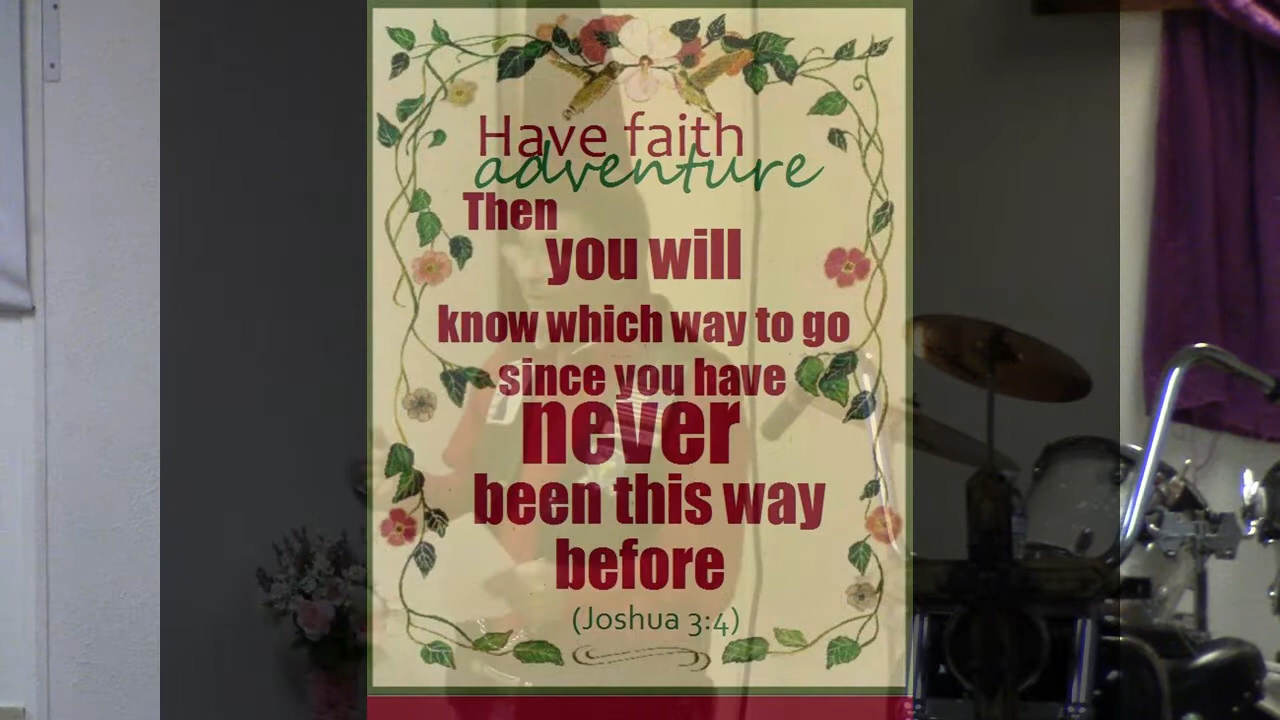 Have faith
adventure
Then
you will
know which way to go
since you have
never
been this way
before
(Joshua 3:4)